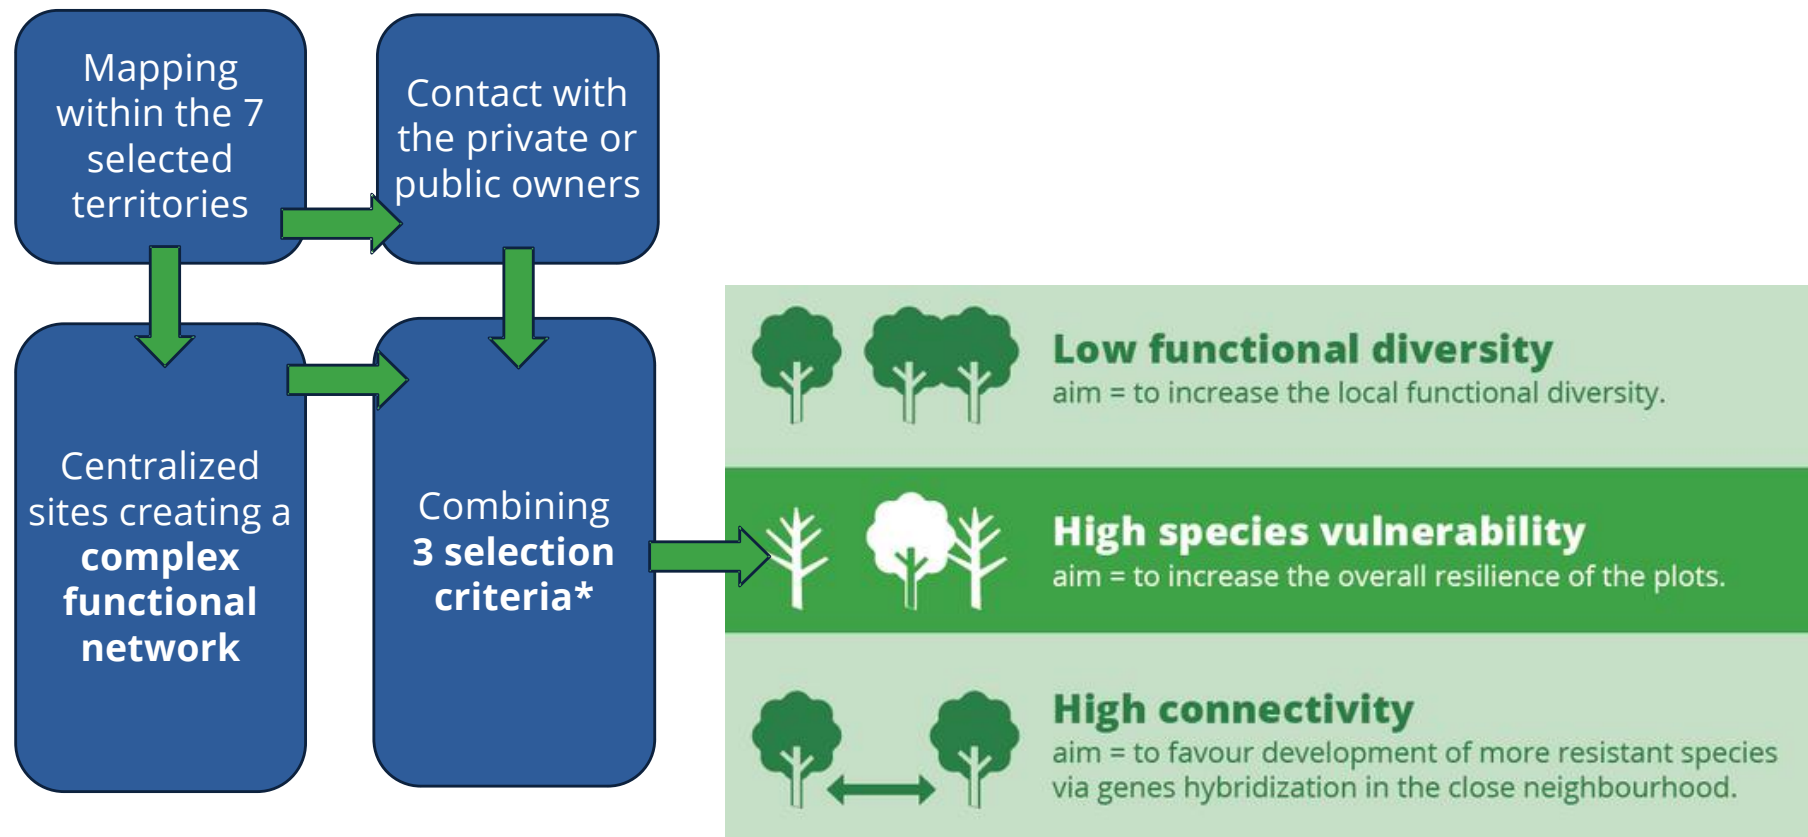 Mapping
within the 7
selected
territories
Contact with
the private or
public owners
Centralized
sites creating a
complex
functional
network
Combining
3 selection
criteria*
Low functional diversity
aim = to increase the local functional diversity.
High species vulnerability
aim = to increase the overall resilience of the plots.
High connectivity
aim = to favour development of more resistant species
via genes hybridization in the close neighbourhood.